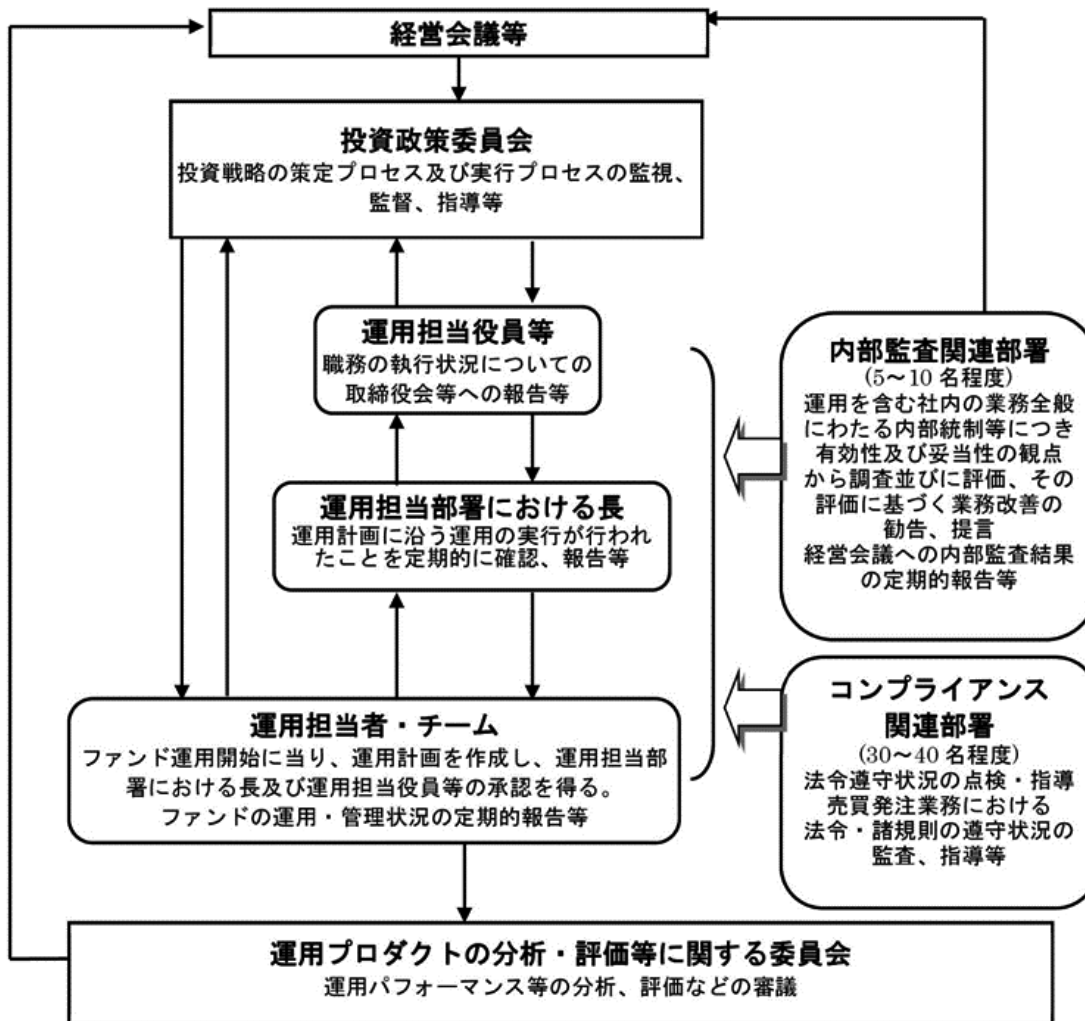 経営会議等
投資政策委員会
投資戦略の策定プロセス及び実行プロセスの監視、
監督、指導等
運用担当役員等
職務の執行状況についての
取締役会等への報告等
運用担当部署における長
運用計画に沿う運用の実行が行われ
たことを定期的に確認、報告等
運用担当者・チーム
ファンド運用開始に当り、運用計画を作成し、運用担当部
署における長及び運用担当役員等の承認を得る。
ファンドの運用・管理状況の定期的報告等
内部監査関連部署
(5～10 名程度)
運用を含む社内の業務全般
にわたる内部統制等につき
有効性及び妥当性の観点
から調査並びに評価、その
評価に基づく業務改善の
勧告、提言
経営会議への内部監査結果
の定期的報告等
コンプライアンス
関連部署
(30～40 名程度)
法令遵守状況の点検・指導
売買発注業務における
法令・諸規則の遵守状況の
監査、指導等
運用プロダクトの分析・評価等に関する委員会
運用パフォーマンス等の分析、評価などの審議